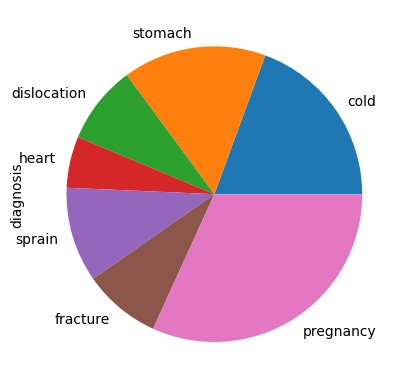 stomach
cold
dislocation
heart
diagnosis
sprain
fracture
pregnancy